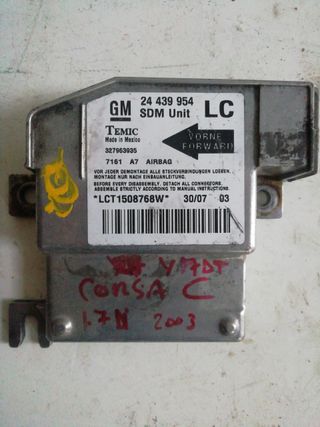 GM 24 439 954 LC
SDM Unit
TEMIC
Made in Mexico
327963935
VORNE
FORWARD
7161 A7 AIRBAG
VOR JEDER DEMONTAGE ALLE STECKVERBINDUNGEN LOESEN.
MONTAGE NUR NACH EINBAUANLEITUNG.
BEFORE EVERY DISASSEMBLY, DETACH ALL CONNECTORS.
ASSEMBLE STRICTLY ACCORDING TO MANUAL INSTRUCTIONS.
*LCT1508768W* 30/07 03
Y17DT
CORSA C
1.7 2003